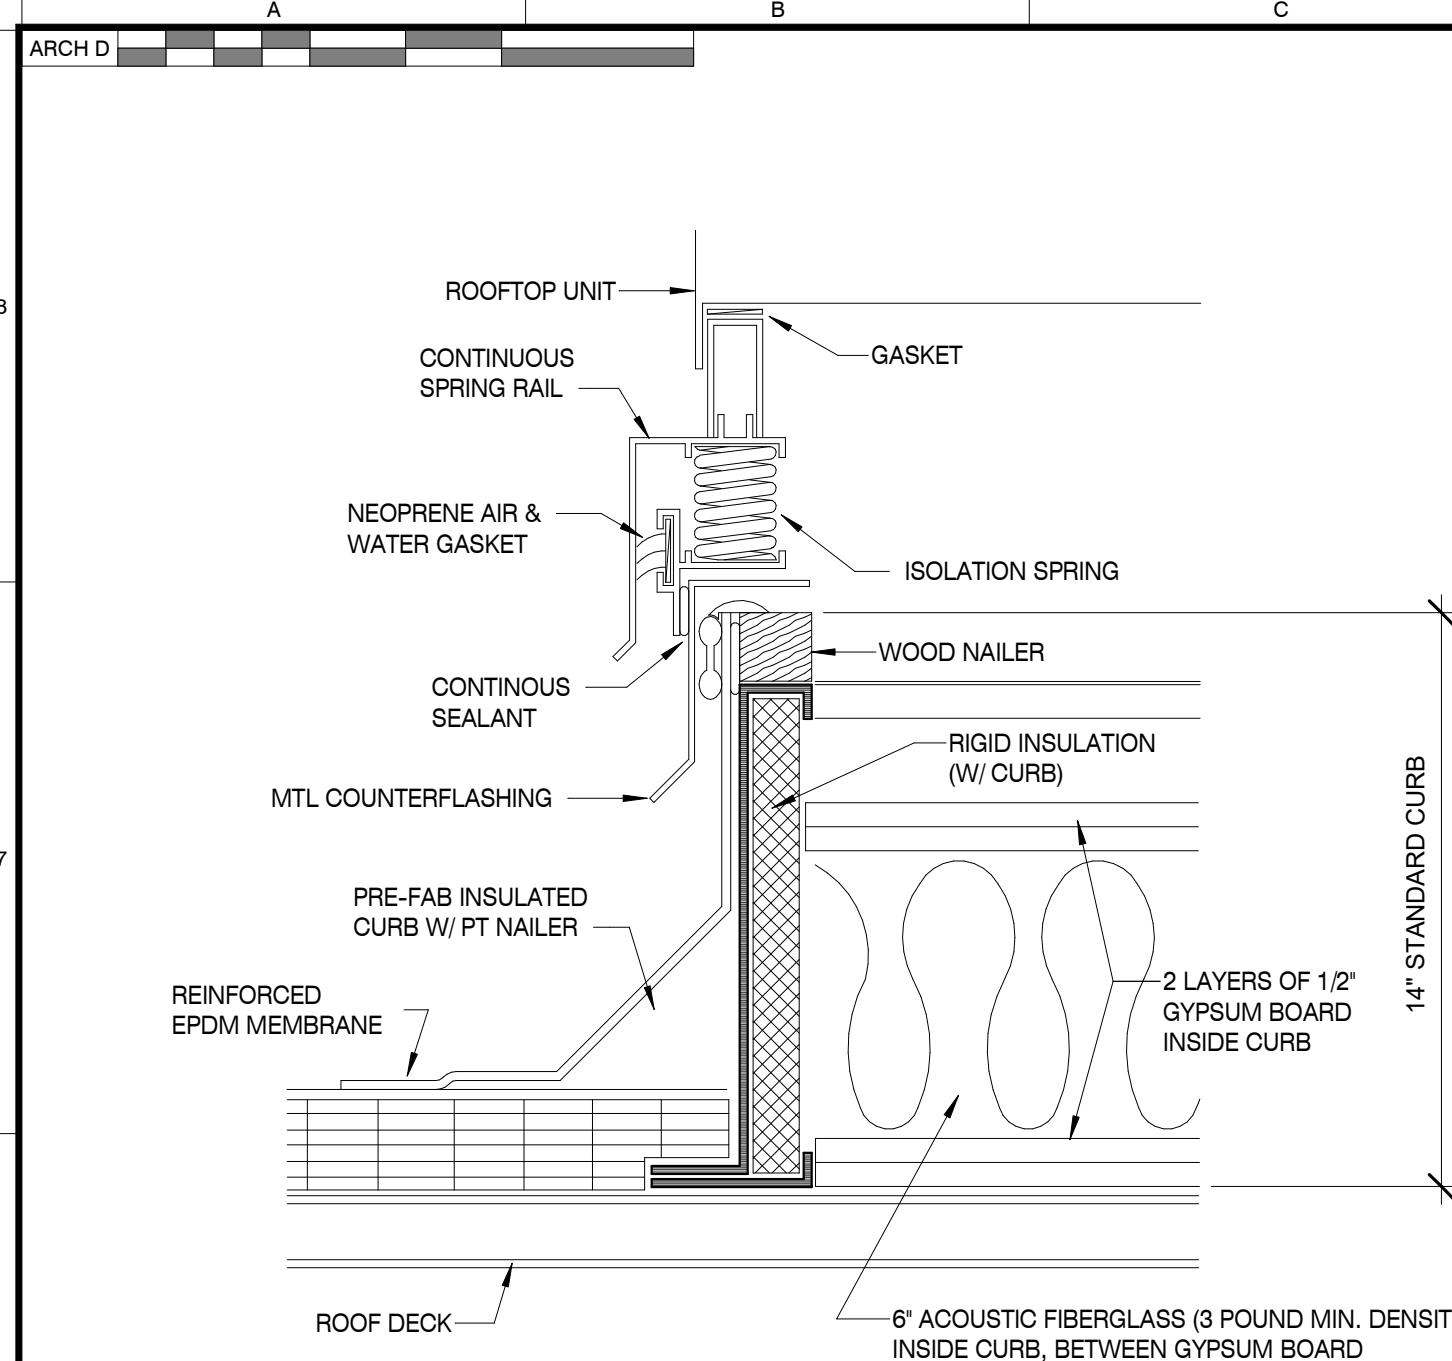 A
B
C
ARCH D
8
ROOFTOP UNIT
GASKET
CONTINUOUS
SPRING RAIL
NEOPRENE AIR &
WATER GASKET
ISOLATION SPRING
WOOD NAILER
CONTINOUS
SEALANT
RIGID INSULATION
(W/ CURB)
MTL COUNTERFLASHING
14" STANDARD CURB
7
PRE-FAB INSULATED
CURB W/ PT NAILER
2 LAYERS OF 1/2"
GYPSUM BOARD
INSIDE CURB
REINFORCED
EPDM MEMBRANE
ROOF DECK
6" ACOUSTIC FIBERGLASS (3 POUND MIN. DENSIT
INSIDE CURB, BETWEEN GYPSUM BOARD